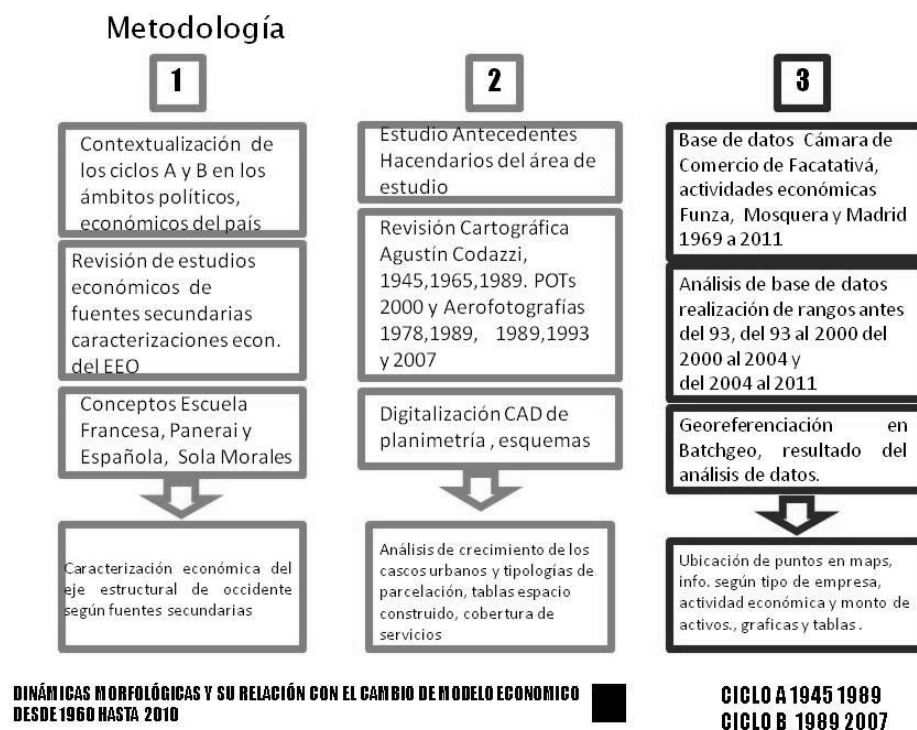 Metodología
1
Contextualización de
los ciclos A y B en los
ámbitos políticos,
económicos del país
Revisión de estudios
económicos de
fuentes secundarias
caracterizaciones econ.
del EEO
Conceptos Escuela
Francesa, Panerai y
Española, Sola Morales
Caracterización económica del
eje estructural de occidente
según fuentes secundarias
2
Estudio Antecedentes
Hacendarios del área de
estudio
Revisión Cartográfica
Agustín Codazzi,
1945,1965,1989. POTs
2000 y Aerofotografías
1978,1989, 1989,1993
y 2007
Digitalización CAD de
planimetría , esquemas
Análisis de crecimiento de los
cascos urbanos y tipologías de
parcelación, tablas espacio
construido, cobertura de
servicios
3
Base de datos Cámara de
Comercio de Facatativá,
actividades económicas
Funza, Mosquera y Madrid
1969 a 2011
Análisis de base de datos
realización de rangos antes
del 93, del 93 al 2000 del
2000 al 2004 y
del 2004 al 2011
Georeferenciación en
Batchgeo, resultado del
análisis de datos.
Ubicación de puntos en maps,
info. según tipo de empresa,
actividad económica y monto de
activos., graficas y tablas .
DINÁMICAS MORFOLÓGICAS Y SU RELACIÓN CON EL CAMBIO DE MODELO ECONOMICO
DESDE 1960 HASTA 2010
CICLO A 1945 1989
CICLO B 1989 2007